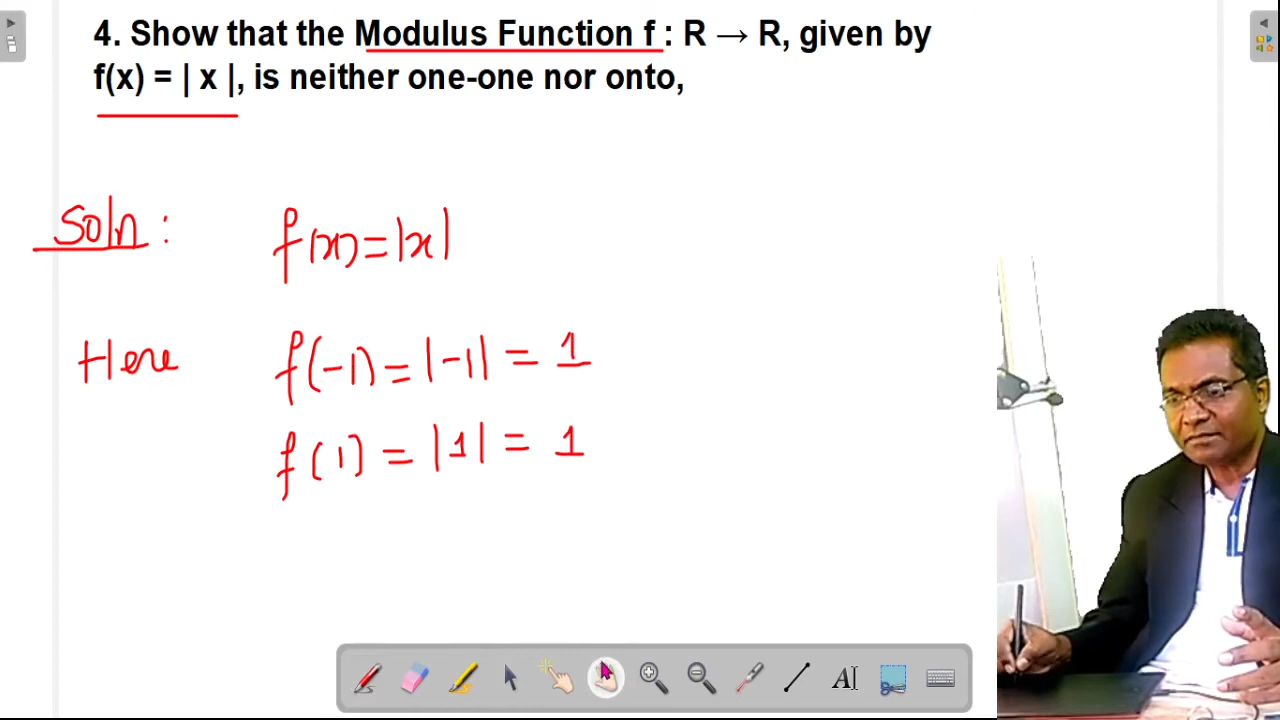 4. Show that the Modulus Function f : R → R, given by
f(x) = | x |, is neither one-one nor onto,
Soln : f(x) = |x|
Here f(-1) = |-1| = 1
f(1) = |1| = 1
A